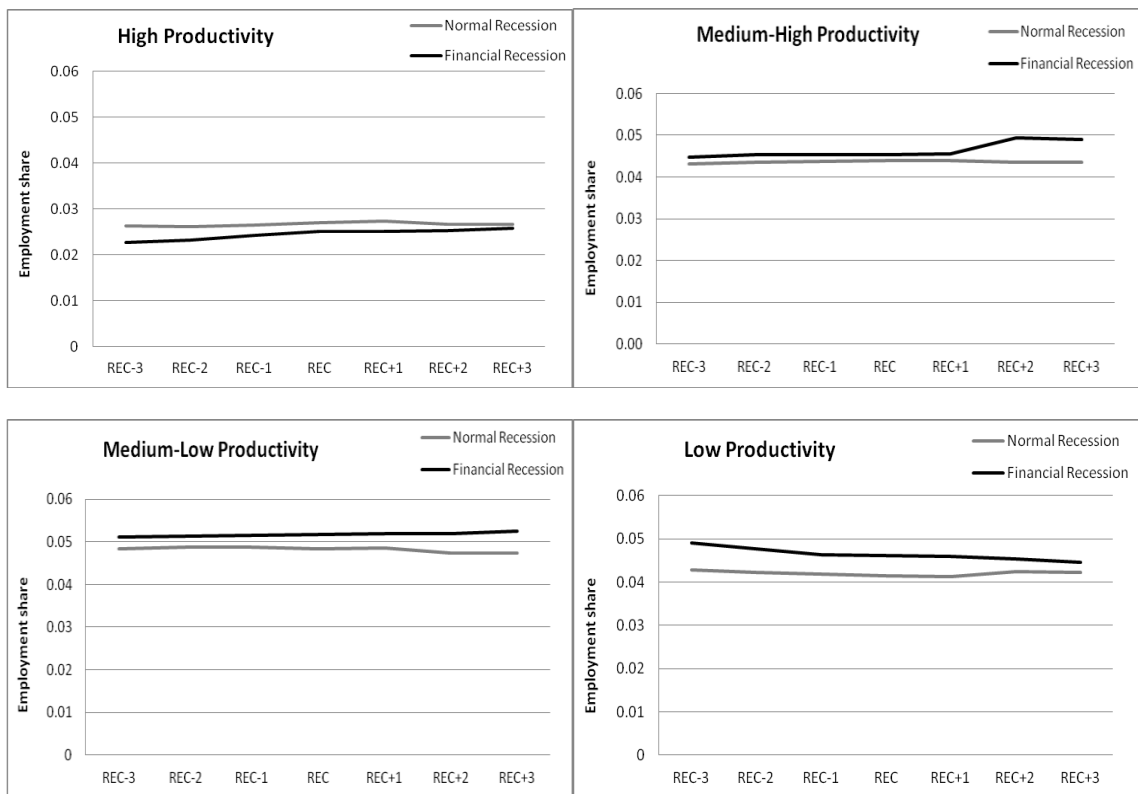 High Productivity
Normal Recession
Financial Recession
Employment share
0.06
0.05
0.04
0.03
0.02
0.01
0
REC-3 REC-2 REC-1 REC REC+1 REC+2 REC+3
Medium-High Productivity
Normal Recession
Financial Recession
Employment share
0.06
0.05
0.04
0.03
0.02
0.01
0.00
REC-3 REC-2 REC-1 REC REC+1 REC+2 REC+3
Medium-Low Productivity
Normal Recession
Financial Recession
Employment share
0.06
0.05
0.04
0.03
0.02
0.01
0
REC-3 REC-2 REC-1 REC REC+1 REC+2 REC+3
Low Productivity
Normal Recession
Financial Recession
Employment share
0.06
0.05
0.04
0.03
0.02
0.01
0
REC-3 REC-2 REC-1 REC REC+1 REC+2 REC+3